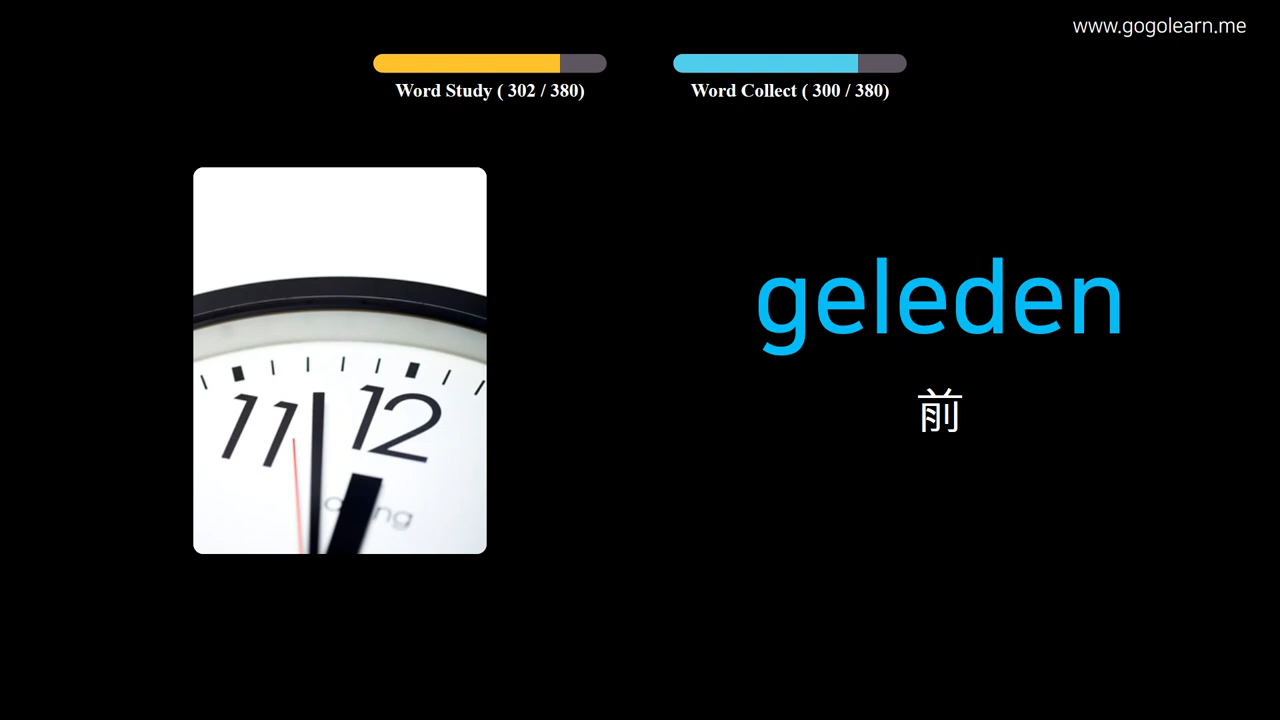 www.gogolearn.me
Word Study ( 302 / 380)
Word Collect ( 300 / 380)
geleden
前
11
12